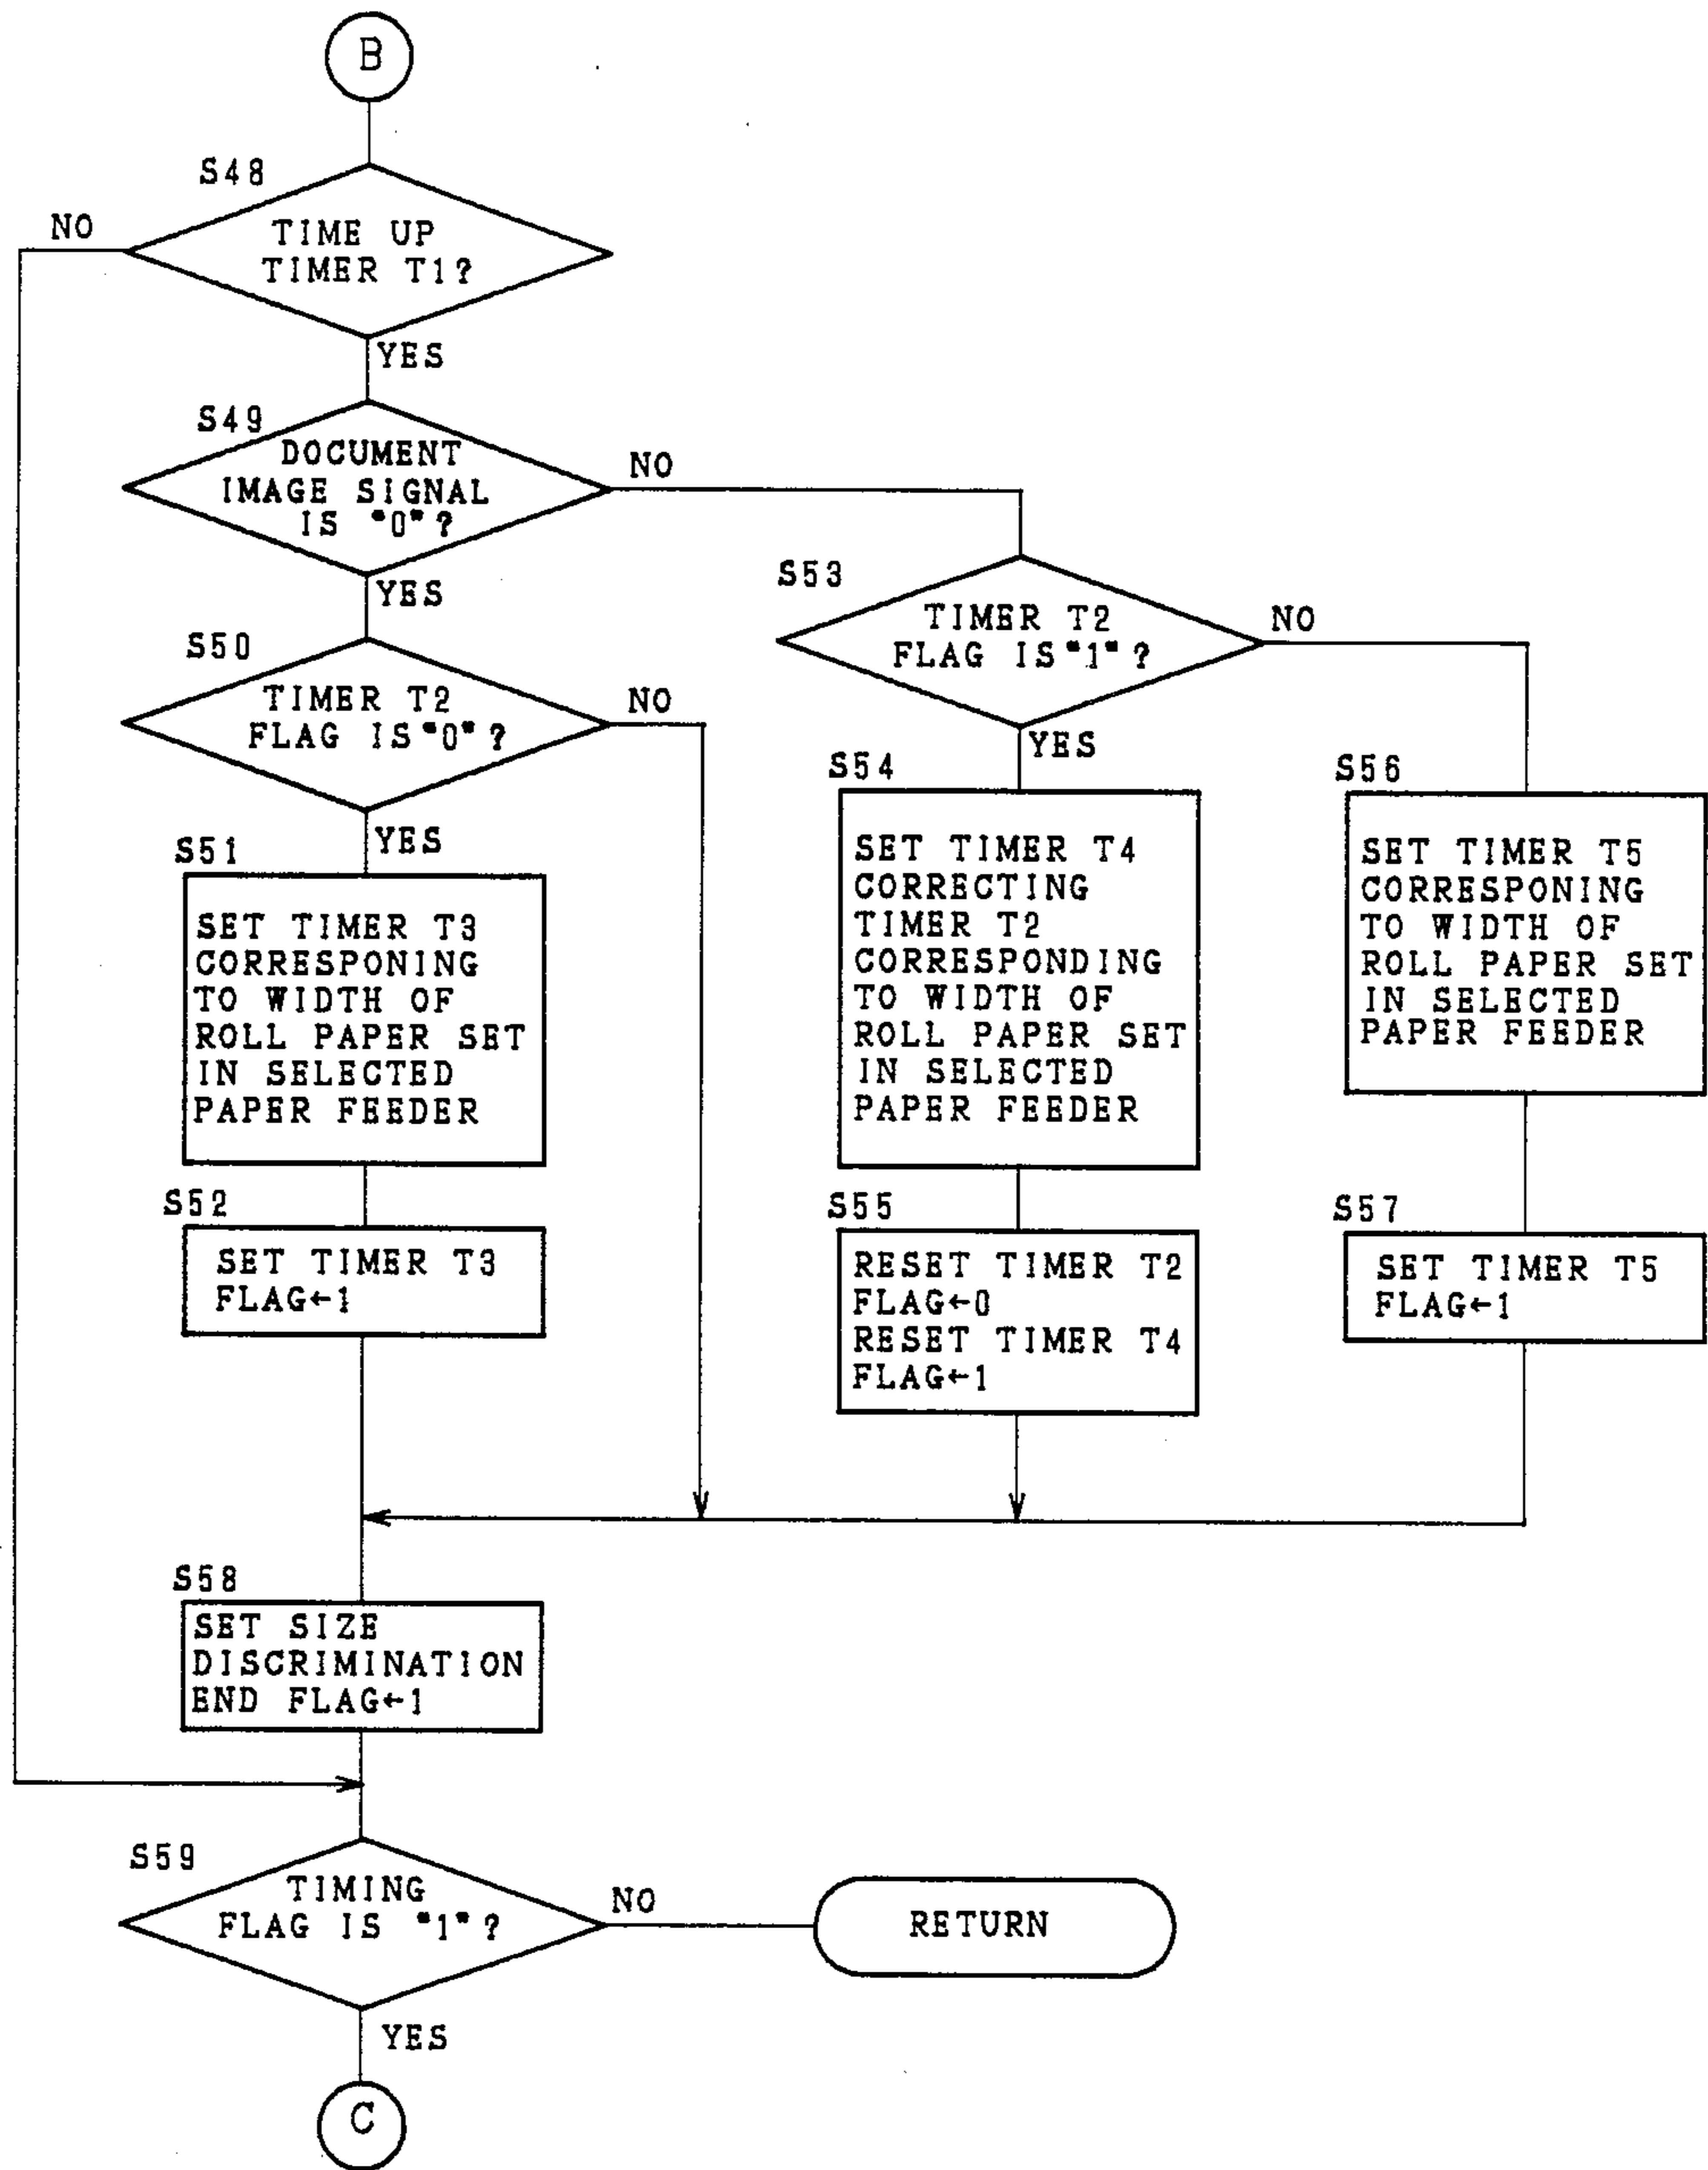 B
S48
NO
TIME UP
TIMER T1?
YES
S49
DOCUMENT
IMAGE SIGNAL
IS "0"?
NO
YES
S50
TIMER T2
FLAG IS "0"?
NO
YES
S53
TIMER T2
FLAG IS "1"?
NO
YES
S51
SET TIMER T3
CORRESPONING
TO WIDTH OF
ROLL PAPER SET
IN SELECTED
PAPER FEEDER
S52
SET TIMER T3
FLAG←1
S54
SET TIMER T4
CORRECTING
TIMER T2
CORRESPONDING
TO WIDTH OF
ROLL PAPER SET
IN SELECTED
PAPER FEEDER
S55
RESET TIMER T2
FLAG←0
RESET TIMER T4
FLAG←1
S56
SET TIMER T5
CORRESPONING
TO WIDTH OF
ROLL PAPER SET
IN SELECTED
PAPER FEEDER
S57
SET TIMER T5
FLAG←1
S58
SET SIZE
DISCRIMINATION
END FLAG←1
S59
TIMING
FLAG IS "1"?
NO
RETURN
YES
C